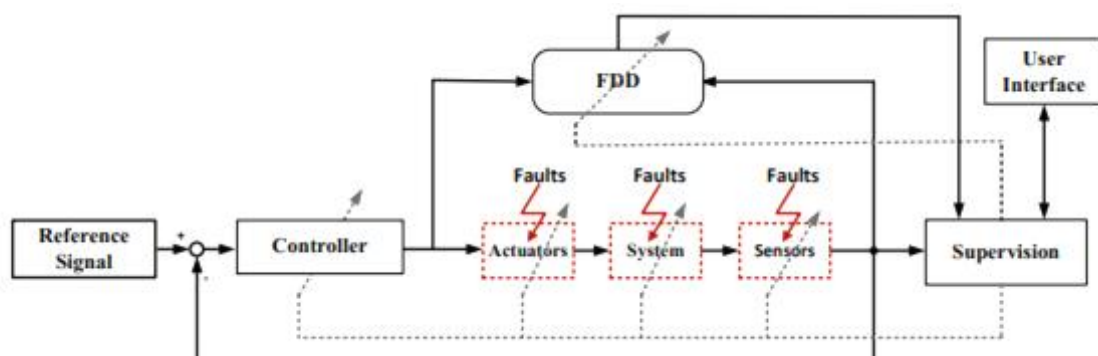 FDD
User
Interface
Faults
Faults
Faults
Reference
Signal
+
-
Controller
Actuators
System
Sensors
Supervision